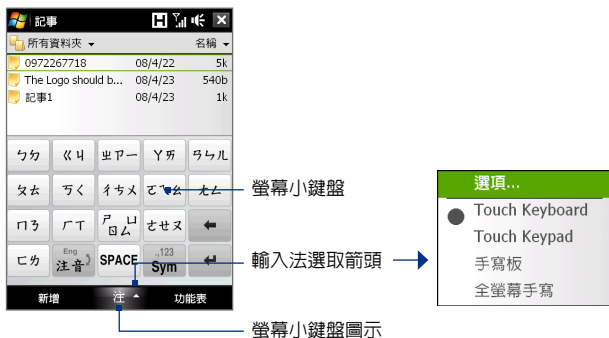 記事
所有資料夾 名稱
0972267718 08/4/22 5k
The Logo should b... 08/4/23 540b
記事1 08/4/23 1k
ㄅㄉ ㄍㄐ ㄓㄗㄧ ㄚㄞ ㄢㄣㄦ
ㄆㄊ ㄎㄑ ㄔㄘㄨ ㄤ
ㄇㄋ ㄏㄒ ㄕㄖㄩㄙ ㄜㄝㄡ
ㄈㄌ Eng 注音 SPACE .,123 Sym
新增 注 功能表
螢幕小鍵盤
輸入法選取箭頭
螢幕小鍵盤圖示
選項...
Touch Keyboard
Touch Keypad
手寫板
全螢幕手寫